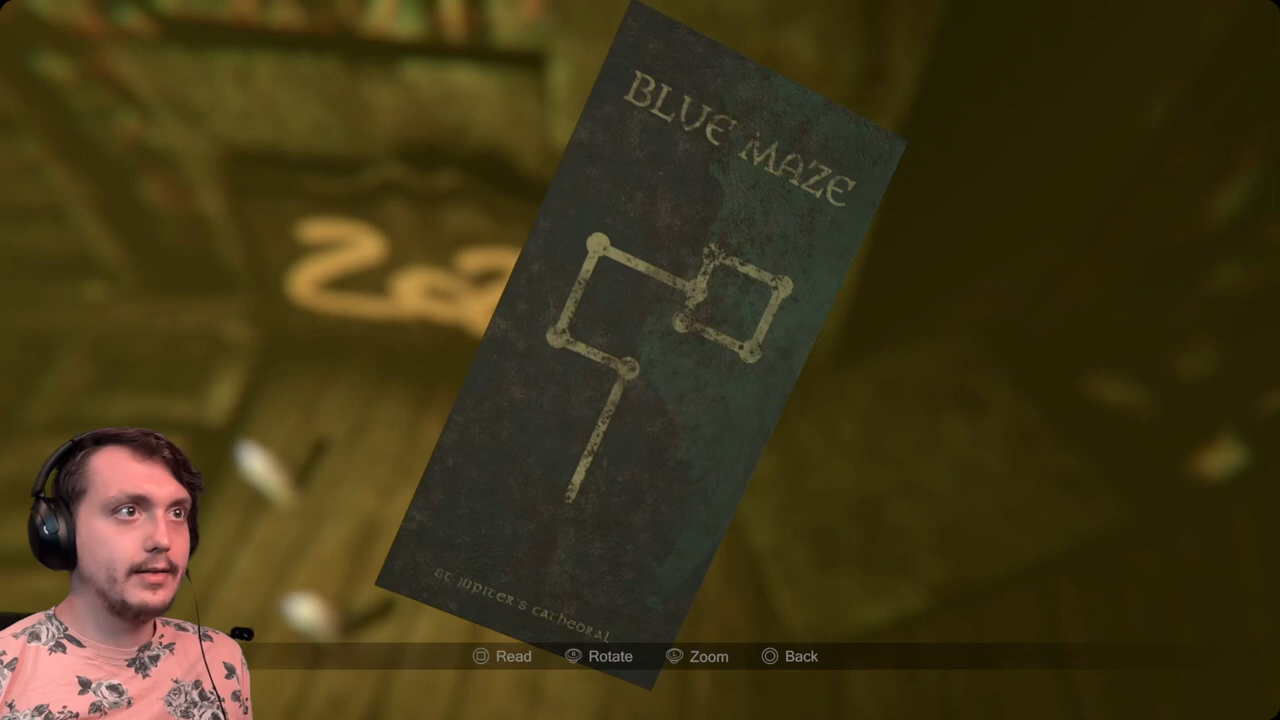 BLUE MAZE
St. Jupiter's Cathedral
Read
Rotate
Zoom
Back